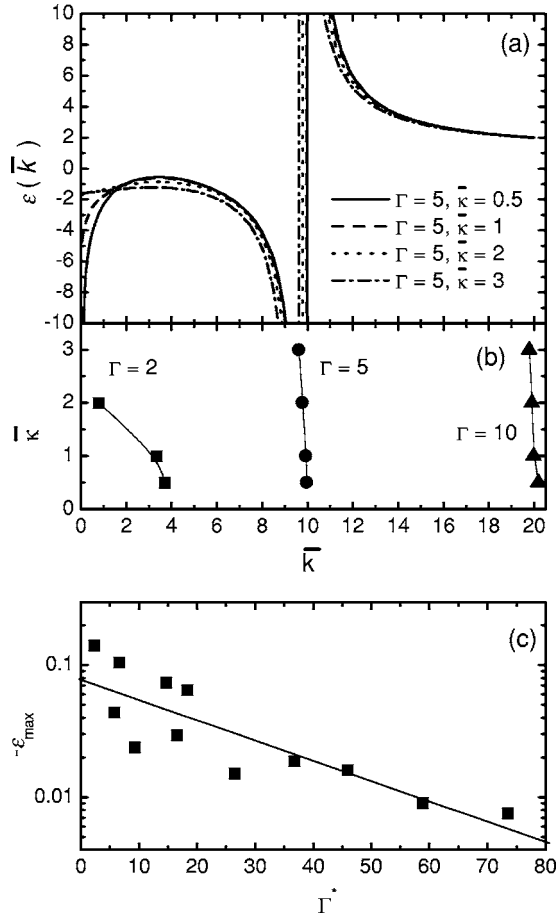 (a)
10
8
6
4
2
0
-2
-4
-6
-8
-10
ε(k̄)
Γ = 5, κ̄ = 0.5
Γ = 5, κ̄ = 1
Γ = 5, κ̄ = 2
Γ = 5, κ̄ = 3
(b)
3
2
1
0
κ̄
Γ = 2
Γ = 5
Γ = 10
0 2 4 6 8 10 12 14 16 18 20
k̄
(c)
0.1
0.01
-ε_max
0 10 20 30 40 50 60 70 80
Γ*